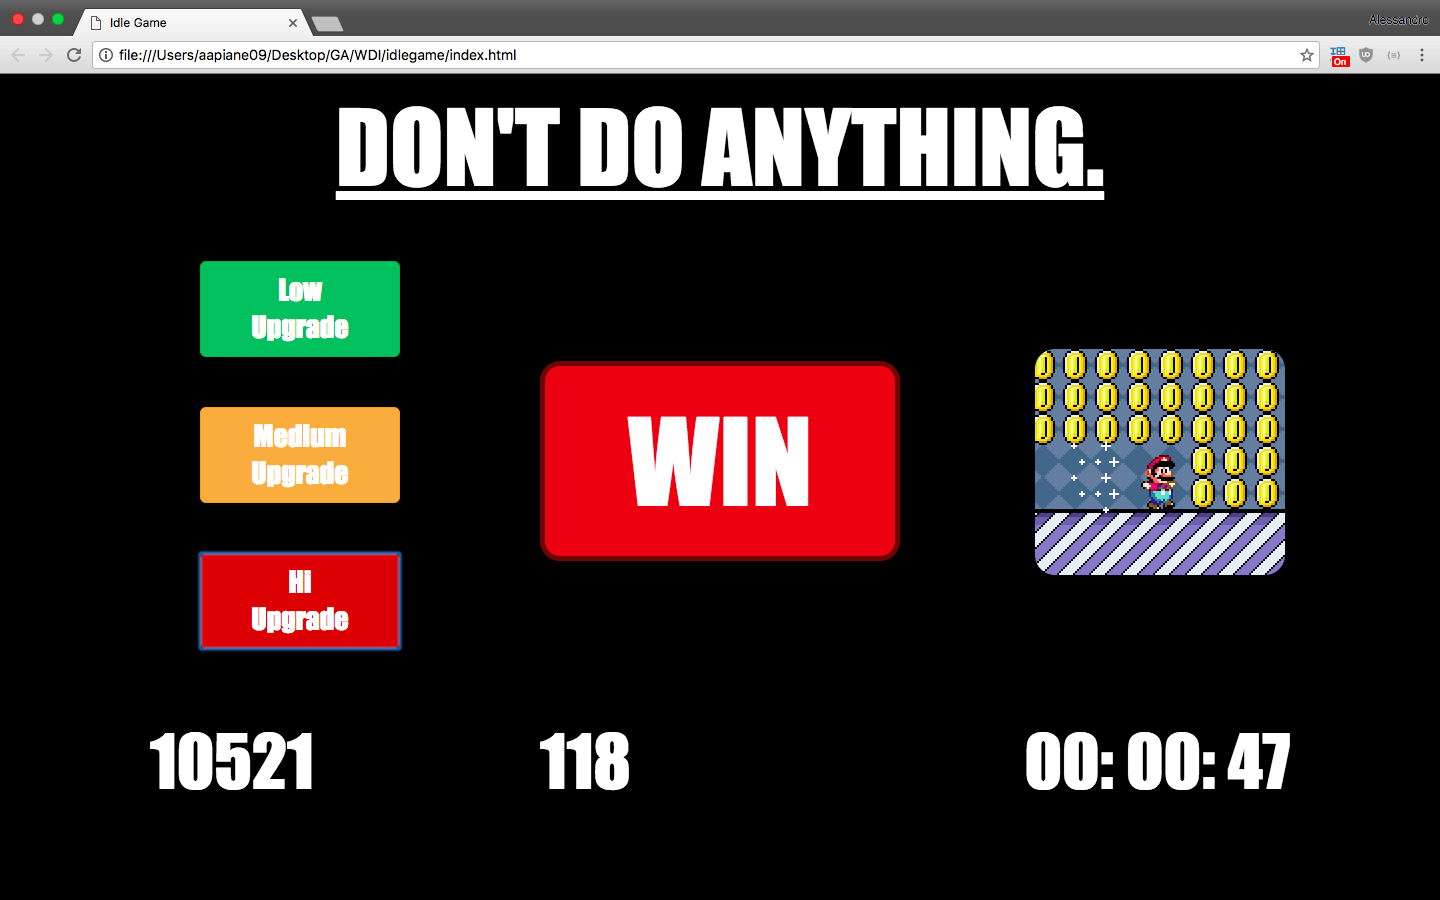 Idle Game
Alessandro
file:///Users/aapiane09/Desktop/GA/WDI/idlegame/index.html
On
DON'T DO ANYTHING.
Low
Upgrade
Medium
Upgrade
Hi
Upgrade
WIN
10521
118
00: 00: 47